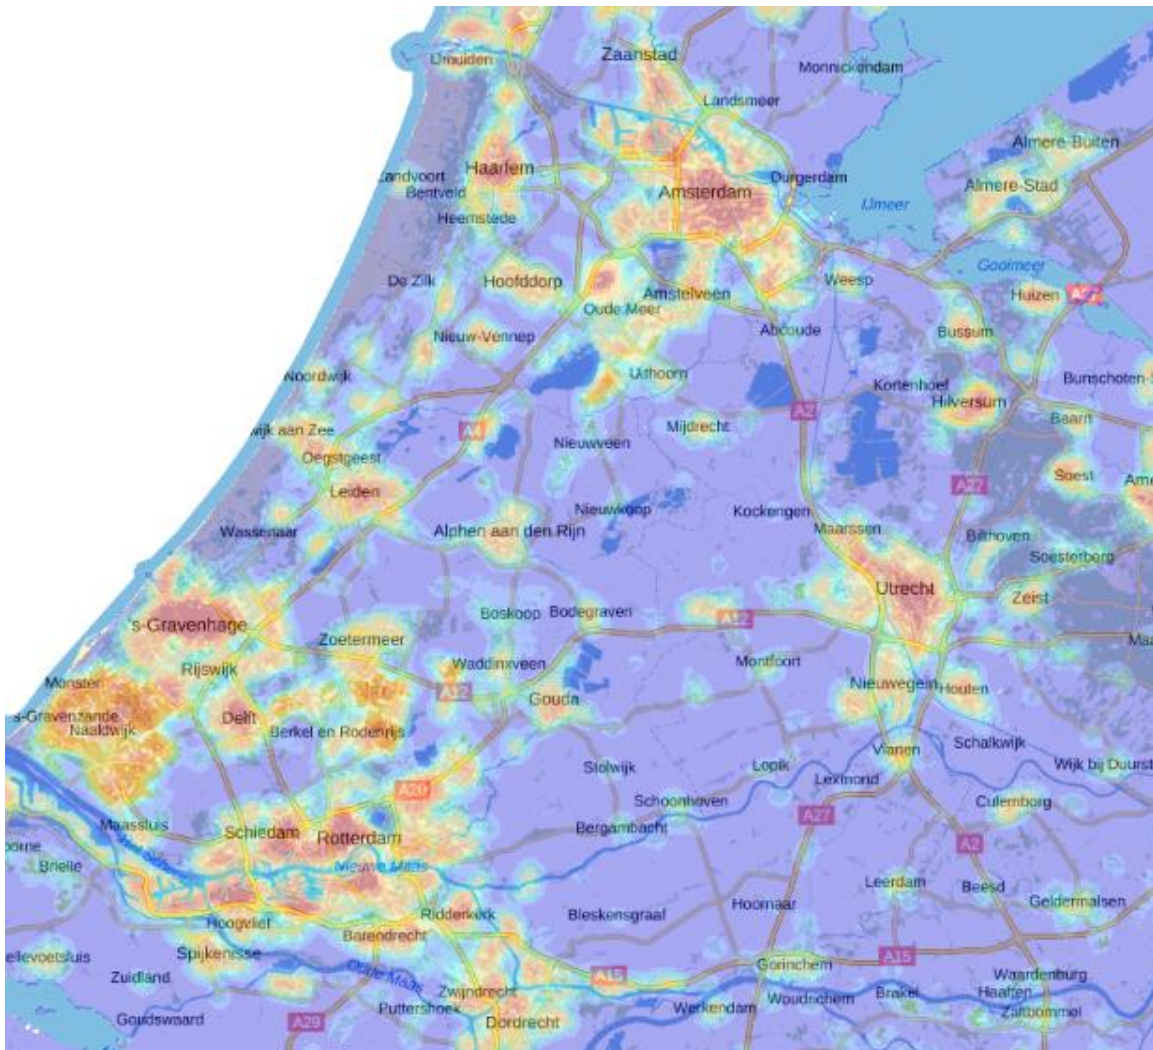 Zaanstad
Monnickendam
Landsmeer
Almere-Buiten
Haarlem
Zandvoort
Bentveld
Amsterdam
Durgerdam
Almere-Stad
IJmeer
Heemstede
De Zilk
Hoofddorp
Oude Meer
Amstelveen
Weesp
Gooimeer
Huizen
Abcoude
Bussum
Nieuw-Vennep
Noordwijk
Uithoorn
Kortenhoef
Bunschoten-S
Hilversum
A2
wijk aan Zee
A4
Mijdrecht
Baarn
Oegstgeest
Nieuwveen
Leiden
A27
Soest
Ame
Wassenaar
Alphen aan den Rijn
Nieuwkoop
Kockengen
Maarssen
Bilthoven
Soesterberg
Utrecht
Zeist
's-Gravenhage
Zoetermeer
Boskoop
Bodegraven
A12
Maa
Rijswijk
Waddinxveen
Montfoort
Monster
A12
Gouda
Nieuwegein
Houten
s-Gravenzande
Naaldwijk
Delft
Berkel en Rodenrijs
Vianen
Schalkwijk
Stolwijk
Lopik
Lexmond
Wijk bij Duurst
A20
Schoonhoven
Culemborg
Maassluis
Schiedam
Rotterdam
Bergambacht
A27
A2
oorne
Brielle
Nieuwe Maas
Leerdam
Beesd
Hoogvliet
Ridderkerk
Bleskensgraaf
Hoornaar
Geldermalsen
Barendrecht
ellevoetsluis
Spijkenisse
Zuidland
Oude Maas
A15
Gorinchem
A15
Waardenburg
Zwijndrecht
Puttershoek
Werkendam
Woudrichem
Brakel
Haaften
Zaltbommel
Goudswaard
A29
Dordrecht